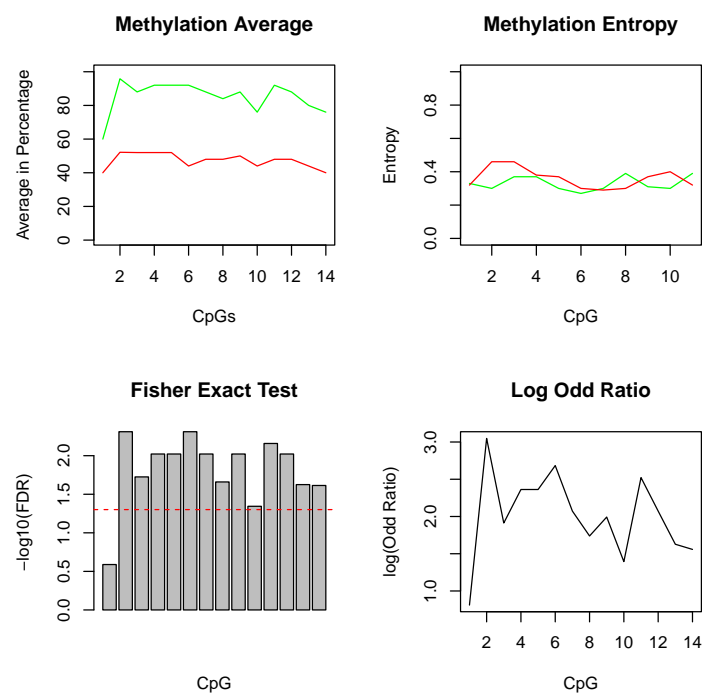 Methylation Average
Average in Percentage
0 20 40 60 80
2 4 6 8 10 12 14
CpGs
Methylation Entropy
Entropy
0.0 0.4 0.8
2 4 6 8 10
CpG
Fisher Exact Test
−log10(FDR)
0.0 0.5 1.0 1.5 2.0
CpG
Log Odd Ratio
log(Odd Ratio)
1.0 2.0 3.0
2 4 6 8 10 12 14
CpG